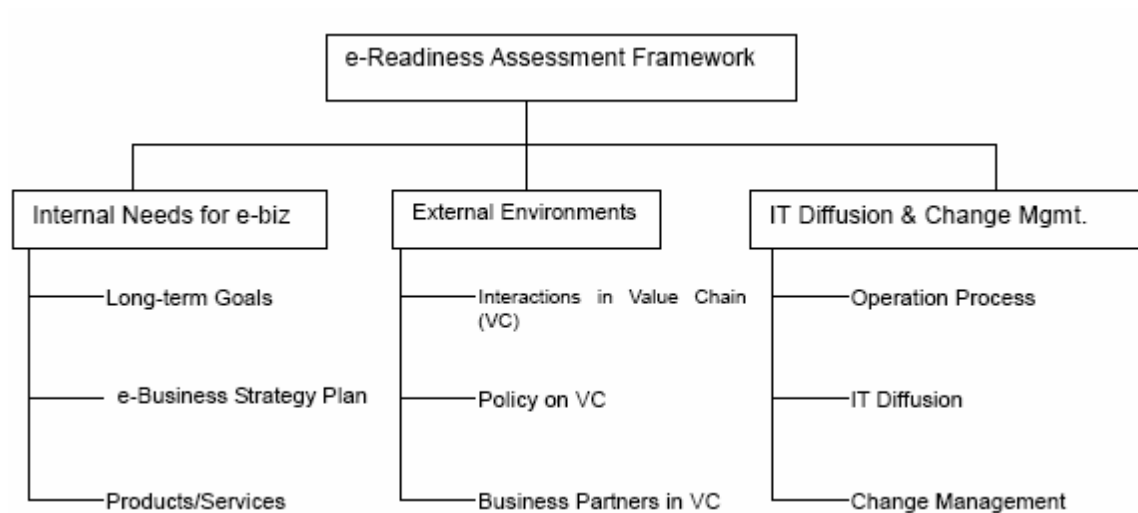 e-Readiness Assessment Framework
Internal Needs for e-biz
Long-term Goals
e-Business Strategy Plan
Products/Services
External Environments
Interactions in Value Chain
(VC)
Policy on VC
Business Partners in VC
IT Diffusion & Change Mgmt.
Operation Process
IT Diffusion
Change Management